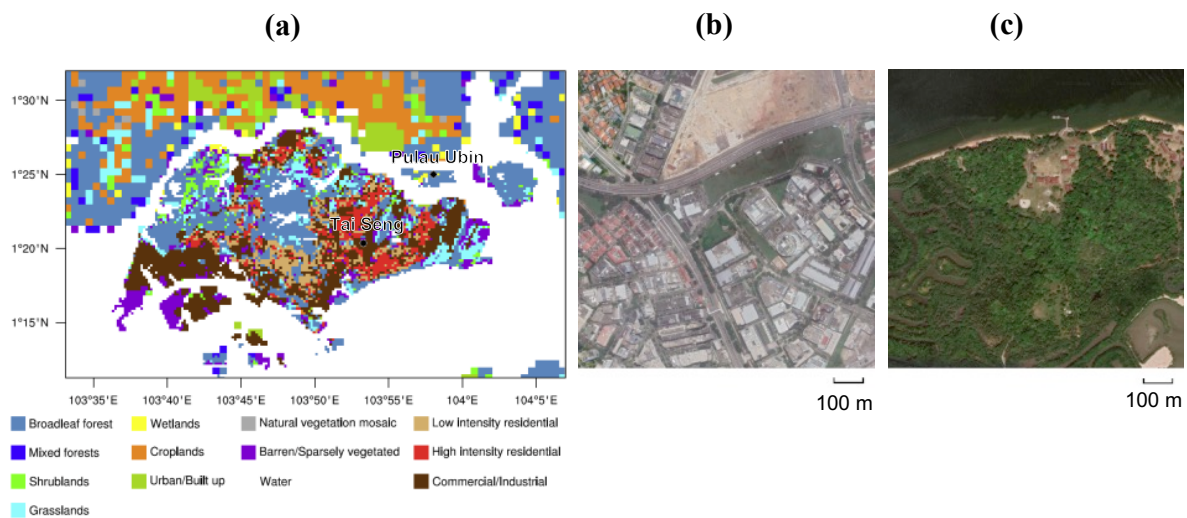 (a) (b) (c)
1°30'N
1°25'N
1°20'N
1°15'N
Pulau Ubin
Tai Seng
103°35'E 103°40'E 103°45'E 103°50'E 103°55'E 104°E 104°5'E
100 m 100 m
Broadleaf forest Wetlands Natural vegetation mosaic Low intensity residential
Mixed forests Croplands Barren/Sparsely vegetated High intensity residential
Shrublands Urban/Built up Water Commercial/Industrial
Grasslands